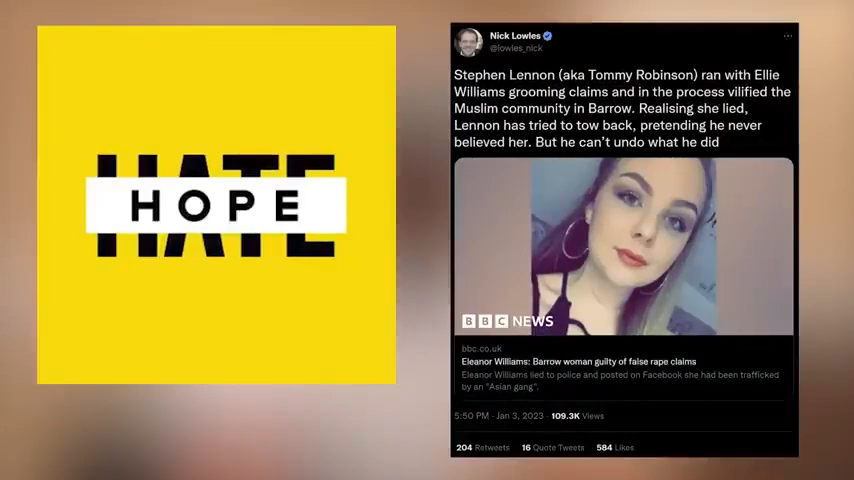 HATE
HOPE
Nick Lowles
@lowles_nick
Stephen Lennon (aka Tommy Robinson) ran with Ellie
Williams grooming claims and in the process vilified the
Muslim community in Barrow. Realising she lied,
Lennon has tried to tow back, pretending he never
believed her. But he can't undo what he did
BBC NEWS
bbc.co.uk
Eleanor Williams: Barrow woman guilty of false rape claims
Eleanor Williams lied to police and posted on Facebook she had been trafficked
by an "Asian gang".
5:50 PM · Jan 3, 2023 · 109.3K Views
204 Retweets 16 Quote Tweets 584 Likes